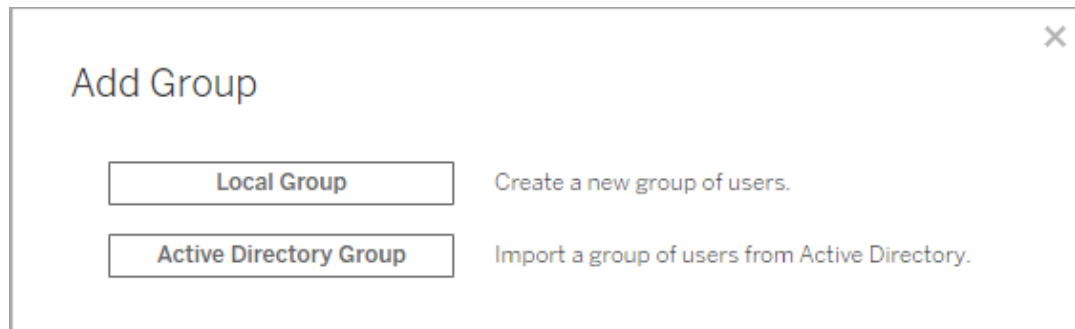 Add Group
Local Group Create a new group of users.
Active Directory Group Import a group of users from Active Directory.